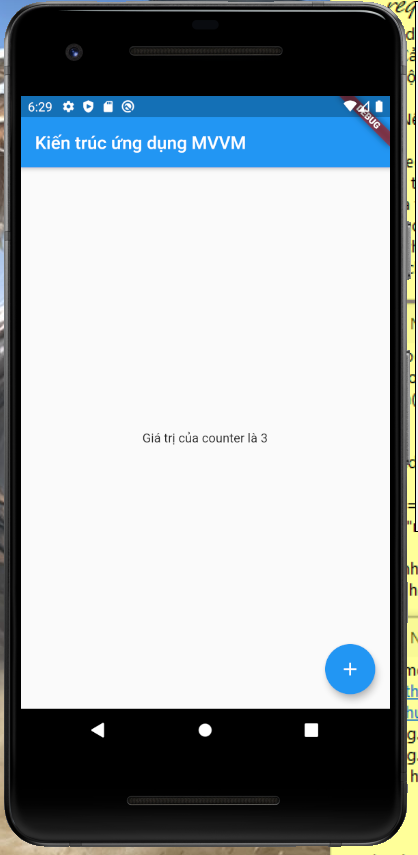 6:29
DEBUG
Kiến trúc ứng dụng MVVM
Giá trị của counter là 3